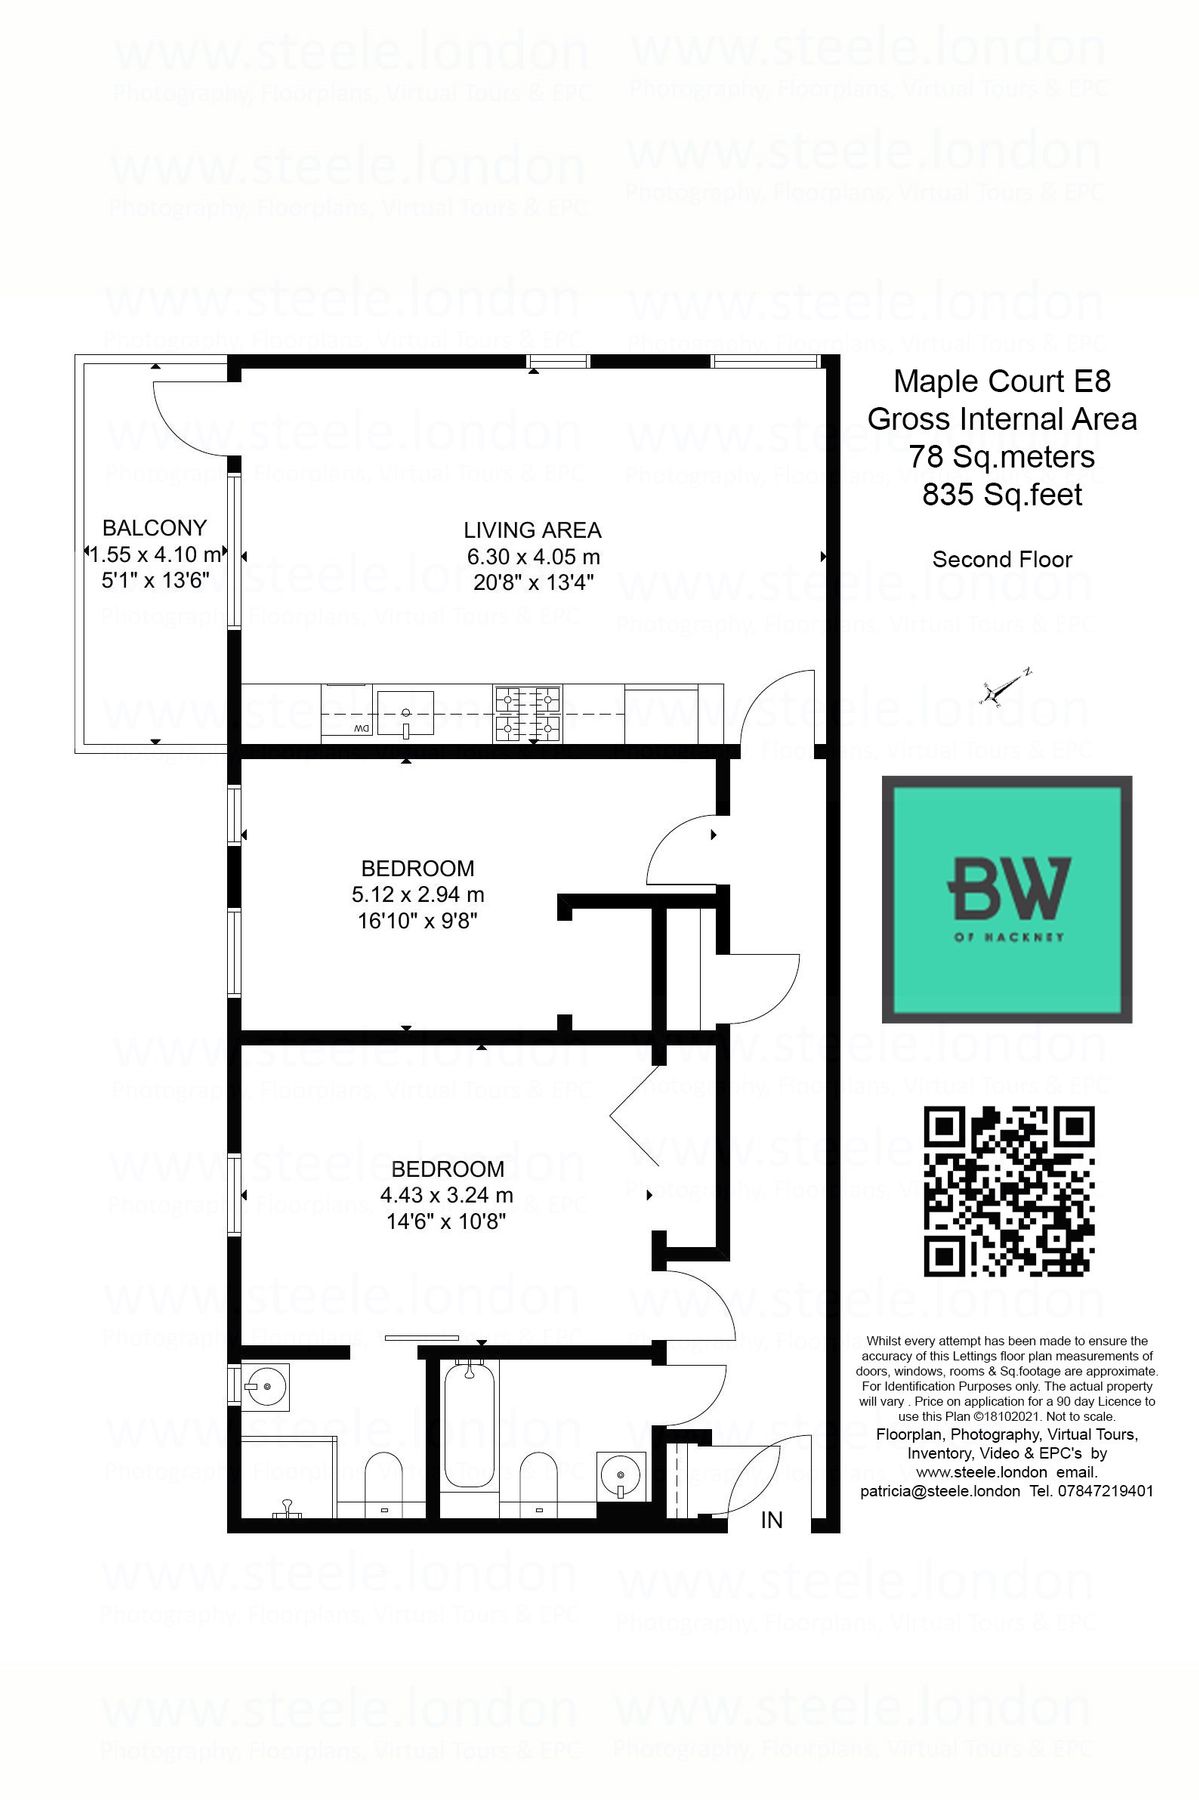 www.steele.london
Photography, Floorplans, Virtual Tours & EPC
Maple Court E8
Gross Internal Area
78 Sq.meters
835 Sq.feet
Second Floor
BALCONY
1.55 x 4.10 m
5'1" x 13'6"
LIVING AREA
6.30 x 4.05 m
20'8" x 13'4"
DW
N
BEDROOM
5.12 x 2.94 m
16'10" x 9'8"
BW
OF HACKNEY
BEDROOM
4.43 x 3.24 m
14'6" x 10'8"
IN
Whilst every attempt has been made to ensure the
accuracy of this Lettings floor plan measurements of
doors, windows, rooms & Sq.footage are approximate.
For Identification Purposes only. The actual property
will vary . Price on application for a 90 day Licence to
use this Plan ©18102021. Not to scale.
Floorplan, Photography, Virtual Tours,
Inventory, Video & EPC's by
www.steele.london email.
patricia@steele.london Tel. 07847219401